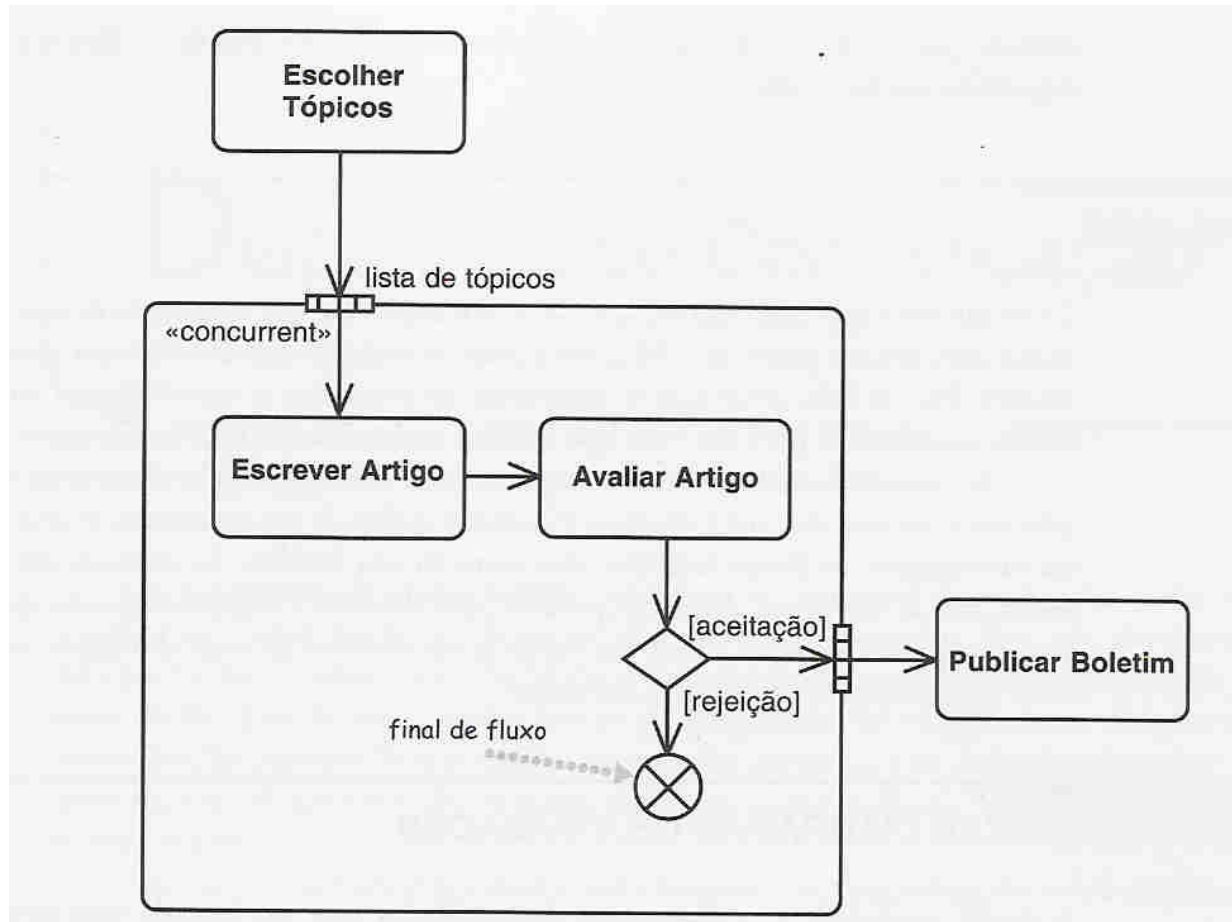 Escolher
Tópicos
lista de tópicos
«concurrent»
Escrever Artigo
Avaliar Artigo
[aceitação]
Publicar Boletim
[rejeição]
final de fluxo